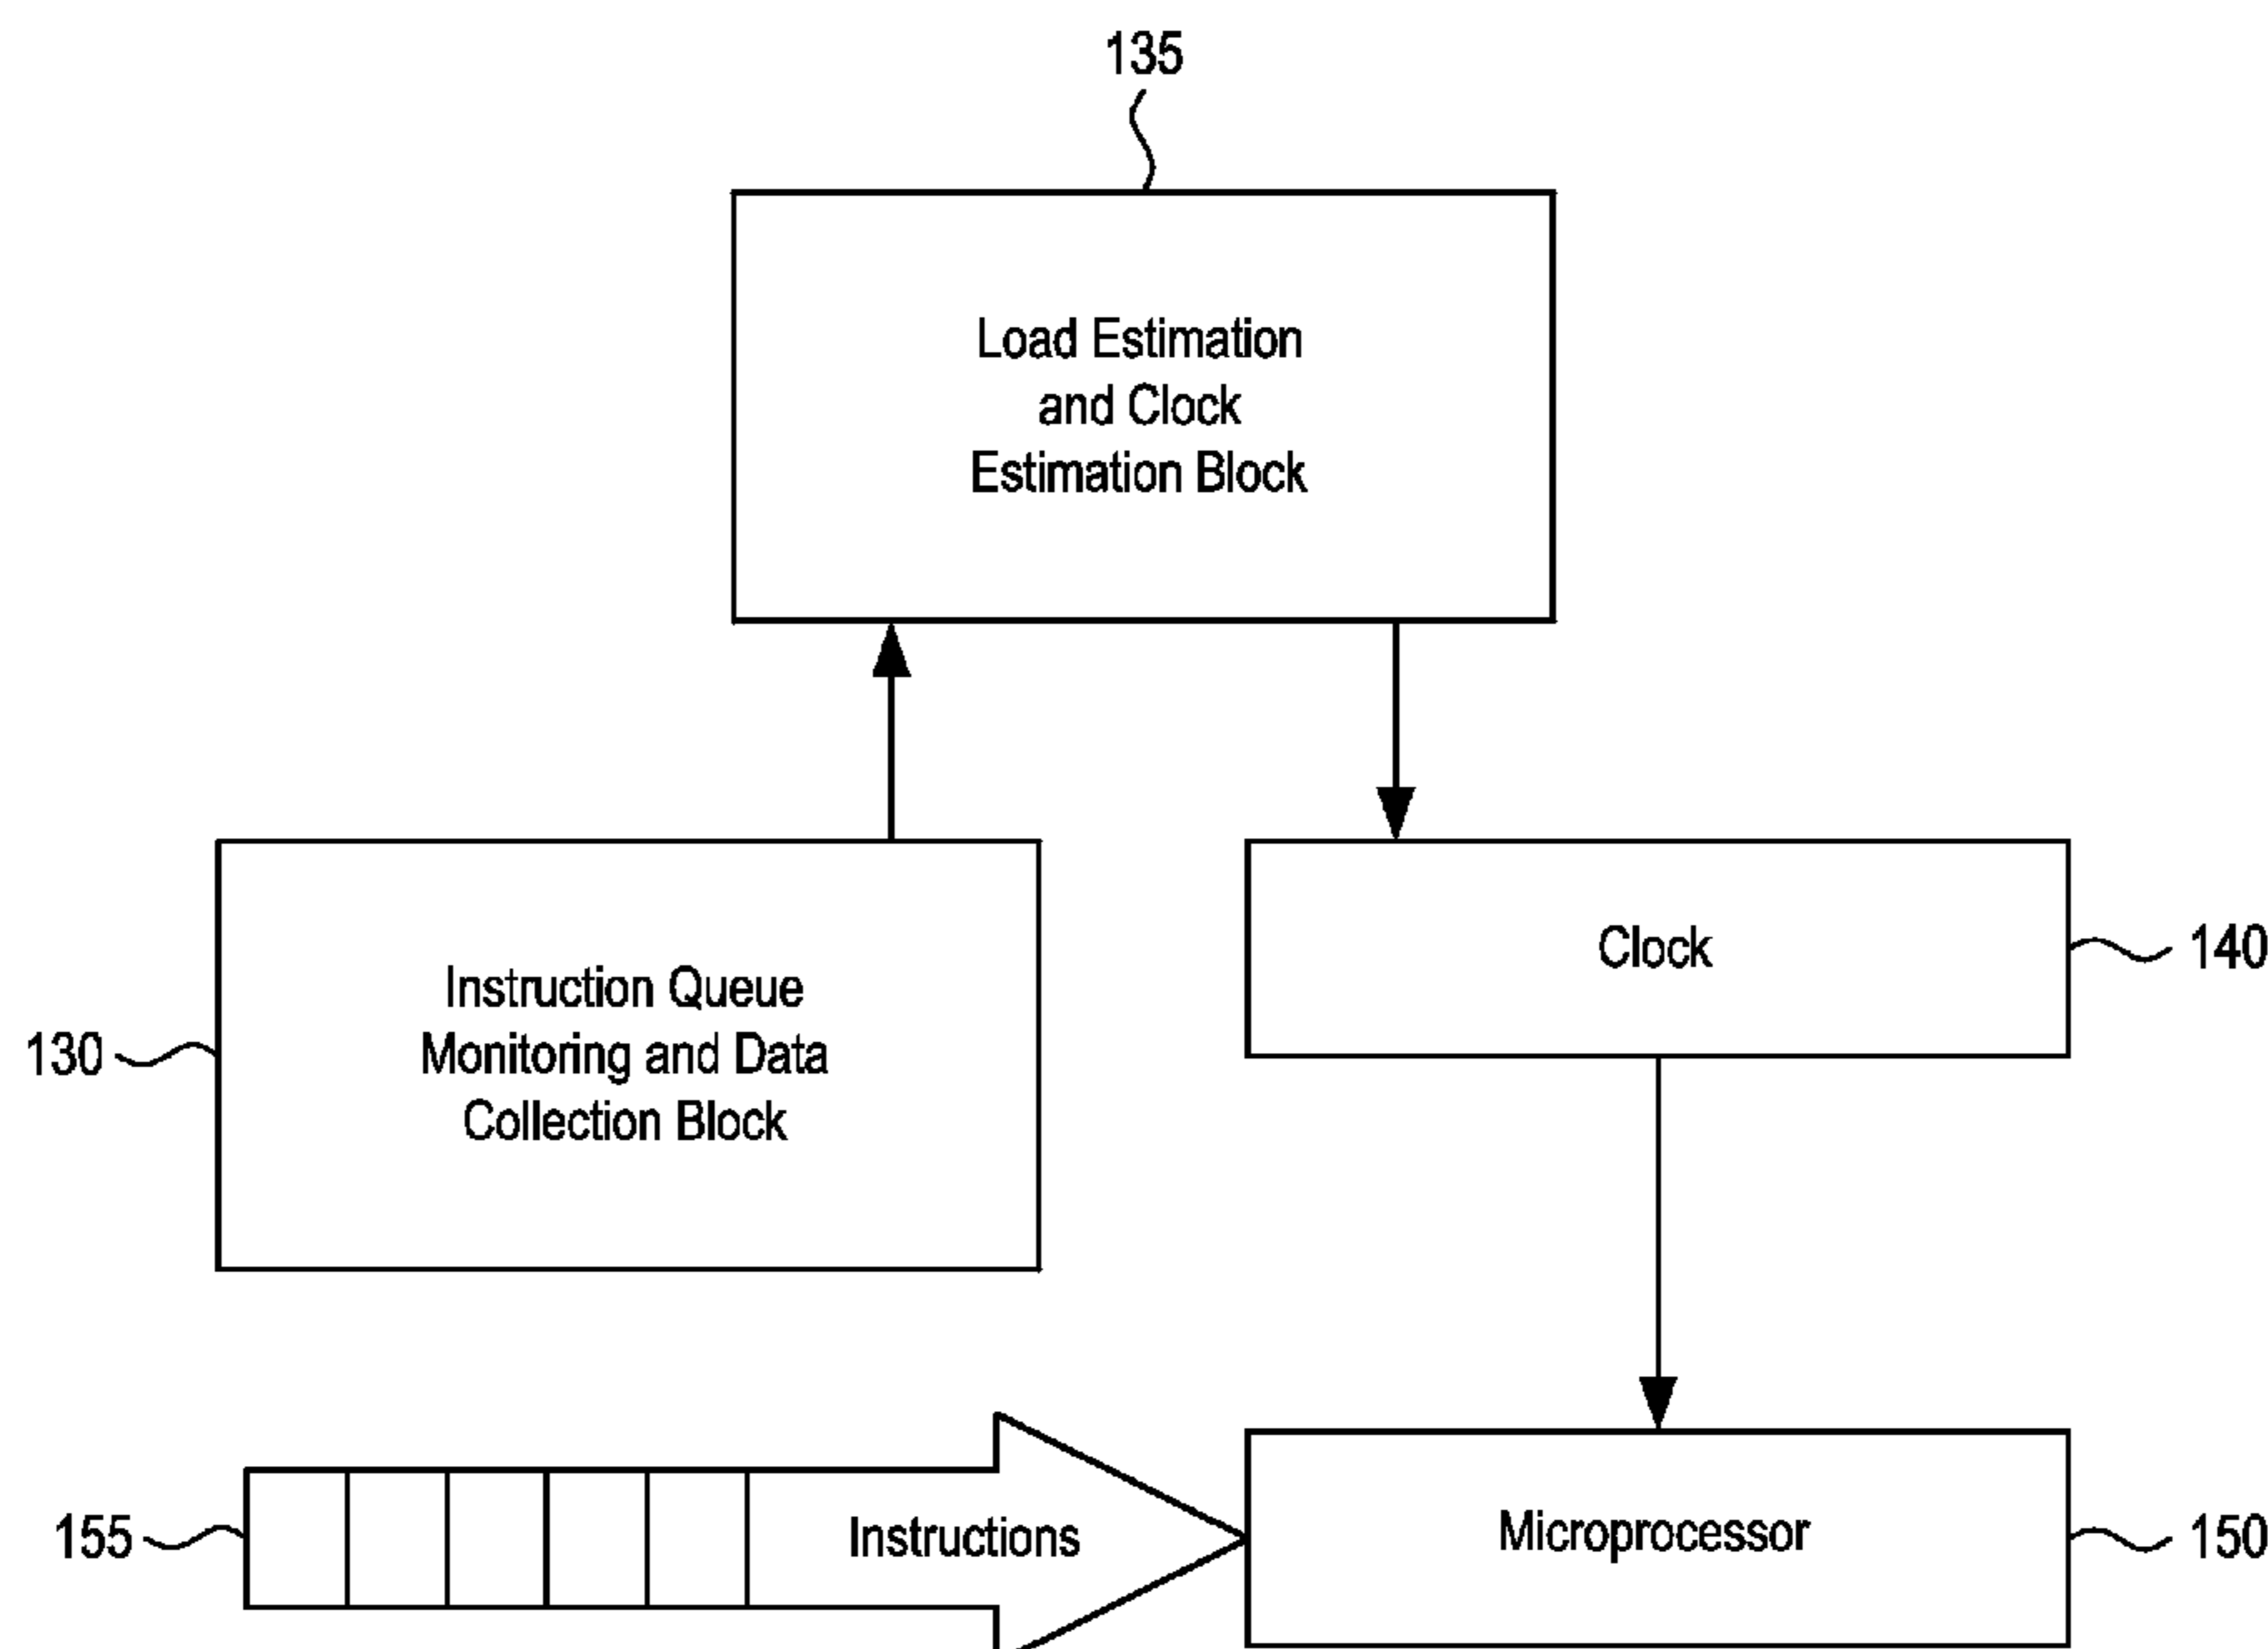 135
Load Estimation
and Clock
Estimation Block
Instruction Queue
Monitoring and Data
Collection Block
130
Clock
140
155
Instructions
Microprocessor
150